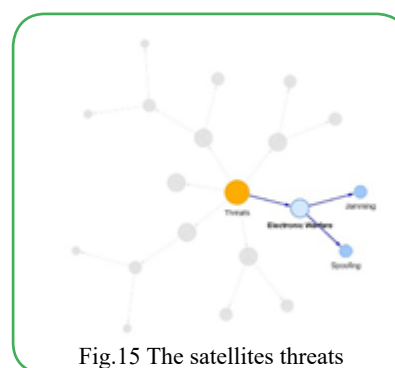 Jamming
Threats
Electronic Warfare
Spoofing
Fig.15 The satellites threats